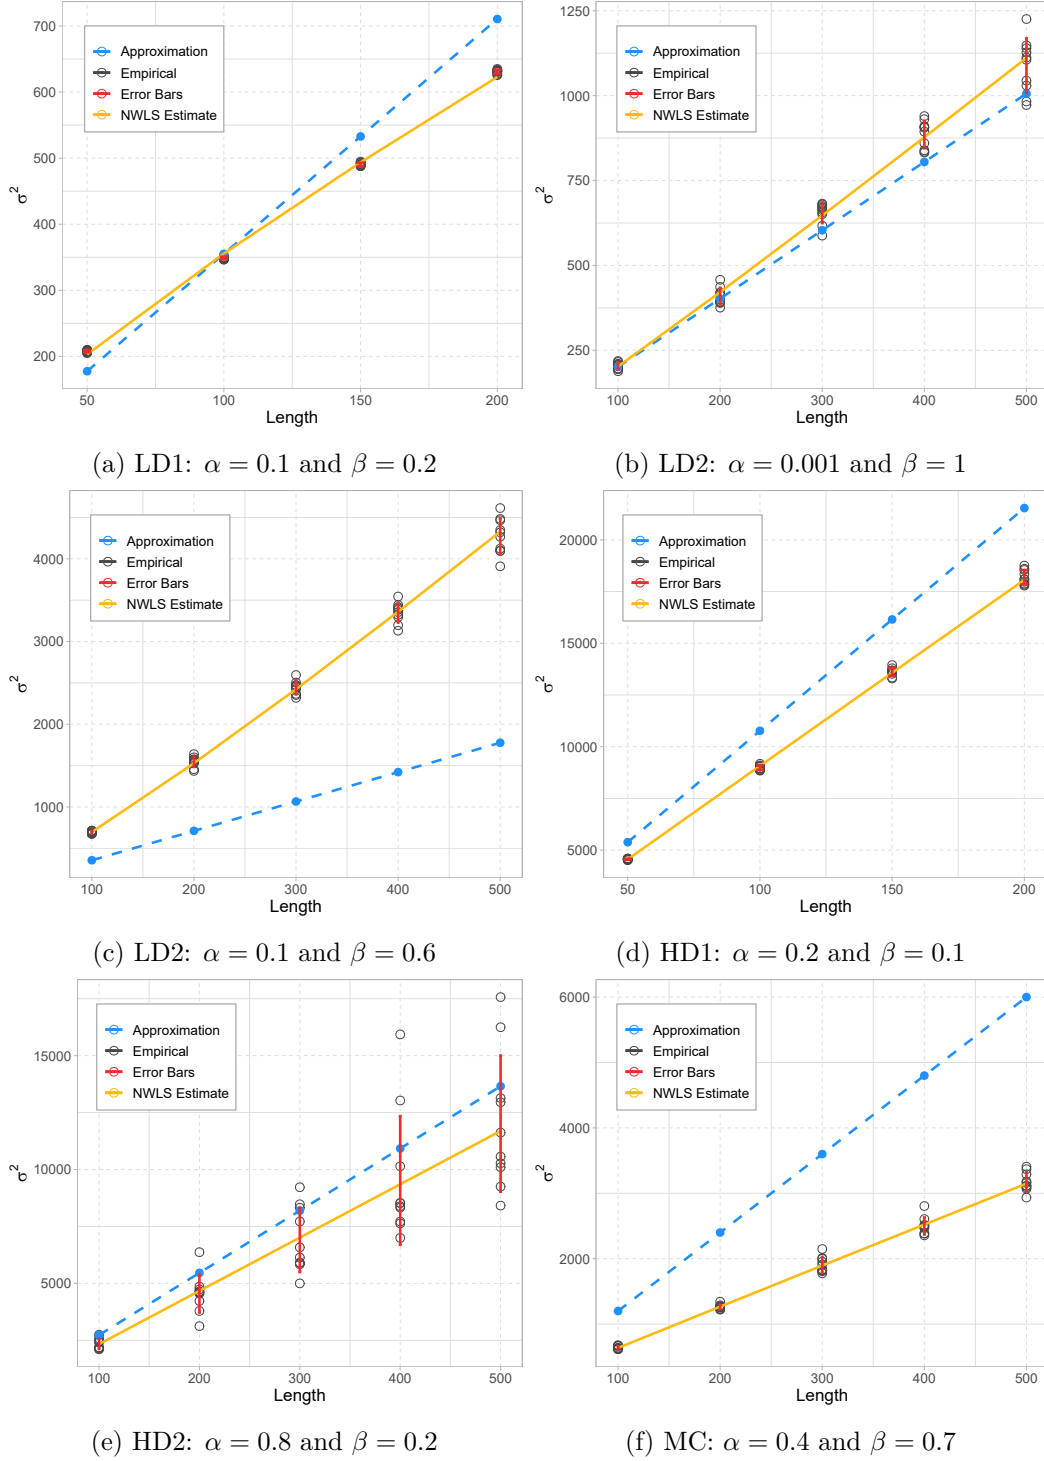 700
600
500
400
300
200
σ²
Approximation
Empirical
Error Bars
NWLS Estimate
50 100 150 200
Length
(a) LD1: α = 0.1 and β = 0.2
1250
1000
750
500
250
σ²
Approximation
Empirical
Error Bars
NWLS Estimate
100 200 300 400 500
Length
(b) LD2: α = 0.001 and β = 1
4000
3000
2000
1000
σ²
Approximation
Empirical
Error Bars
NWLS Estimate
100 200 300 400 500
Length
(c) LD2: α = 0.1 and β = 0.6
20000
15000
10000
5000
σ²
Approximation
Empirical
Error Bars
NWLS Estimate
50 100 150 200
Length
(d) HD1: α = 0.2 and β = 0.1
15000
10000
5000
σ²
Approximation
Empirical
Error Bars
NWLS Estimate
100 200 300 400 500
Length
(e) HD2: α = 0.8 and β = 0.2
6000
4000
2000
σ²
Approximation
Empirical
Error Bars
NWLS Estimate
100 200 300 400 500
Length
(f) MC: α = 0.4 and β = 0.7